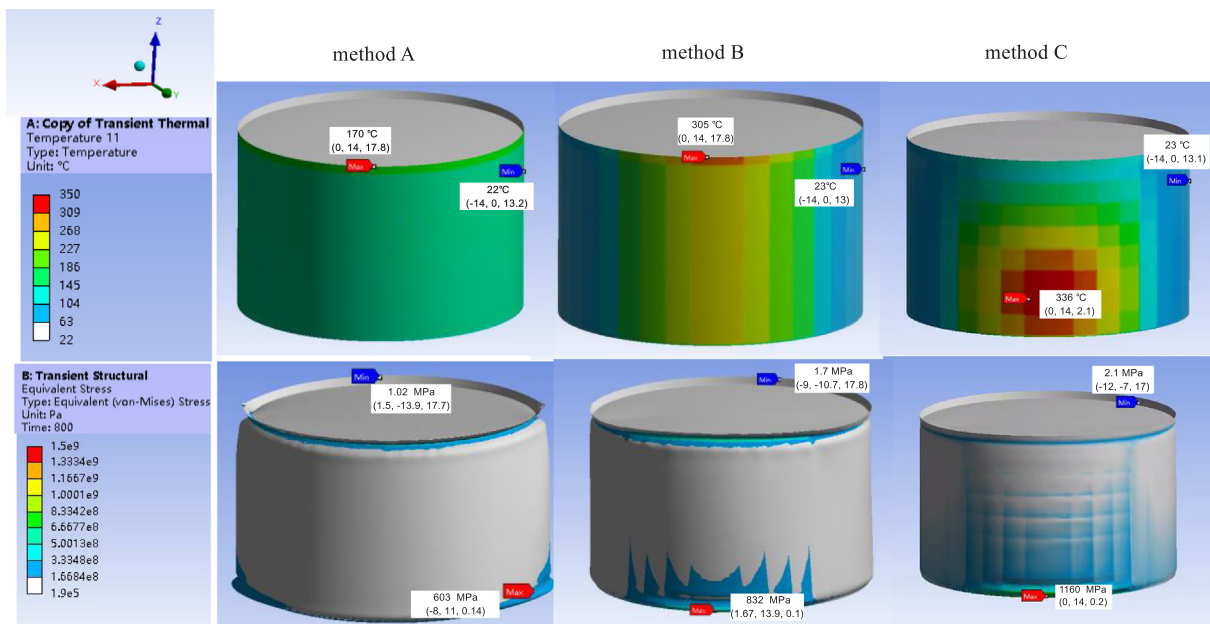 method A
method B
method C
Z
X
Y
A: Copy of Transient Thermal
Temperature 11
Type: Temperature
Unit: °C
350
309
268
227
186
145
104
63
22
170 °C
(0, 14, 17.8)
Max
Min
22°C
(-14, 0, 13.2)
305 °C
(0, 14, 17.8)
Max
Min
23°C
(-14, 0, 13)
23 °C
(-14, 0, 13.1)
Min
Max
336 °C
(0, 14, 2.1)
B: Transient Structural
Equivalent Stress
Type: Equivalent (von-Mises) Stress
Unit: Pa
Time: 800
1.5e9
1.3334e9
1.1667e9
1.0001e9
8.3342e8
6.6677e8
5.0013e8
3.3348e8
1.6684e8
1.9e5
Min
1.02 MPa
(1.5, -13.9, 17.7)
Max
603 MPa
(-8, 11, 0.14)
1.7 MPa
(-9, -10.7, 17.8)
Min
Max
832 MPa
(1.67, 13.9, 0.1)
2.1 MPa
(-12, -7, 17)
Min
Max
1160 MPa
(0, 14, 0.2)